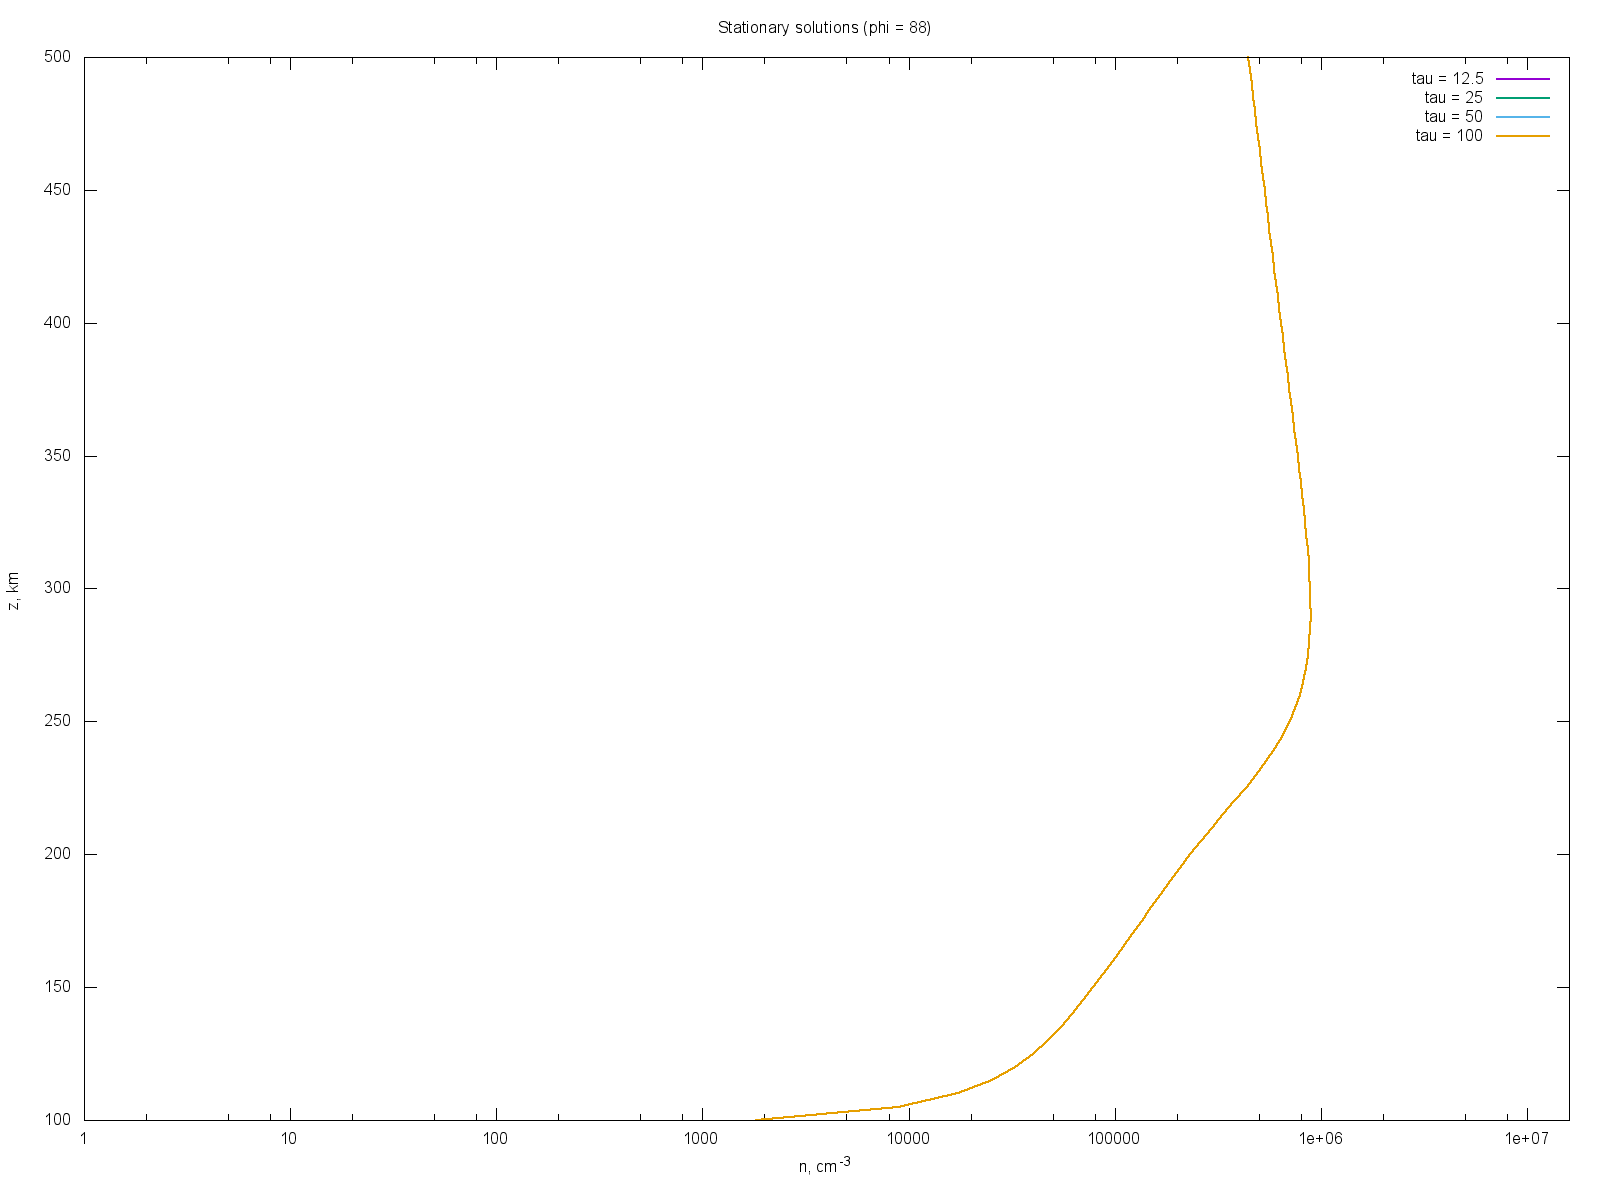 Stationary solutions (phi = 88)
tau = 12.5
tau = 25
tau = 50
tau = 100
500
450
400
350
300
250
200
150
100
z, km
1
10
100
1000
10000
100000
1e+06
1e+07
n, cm-3